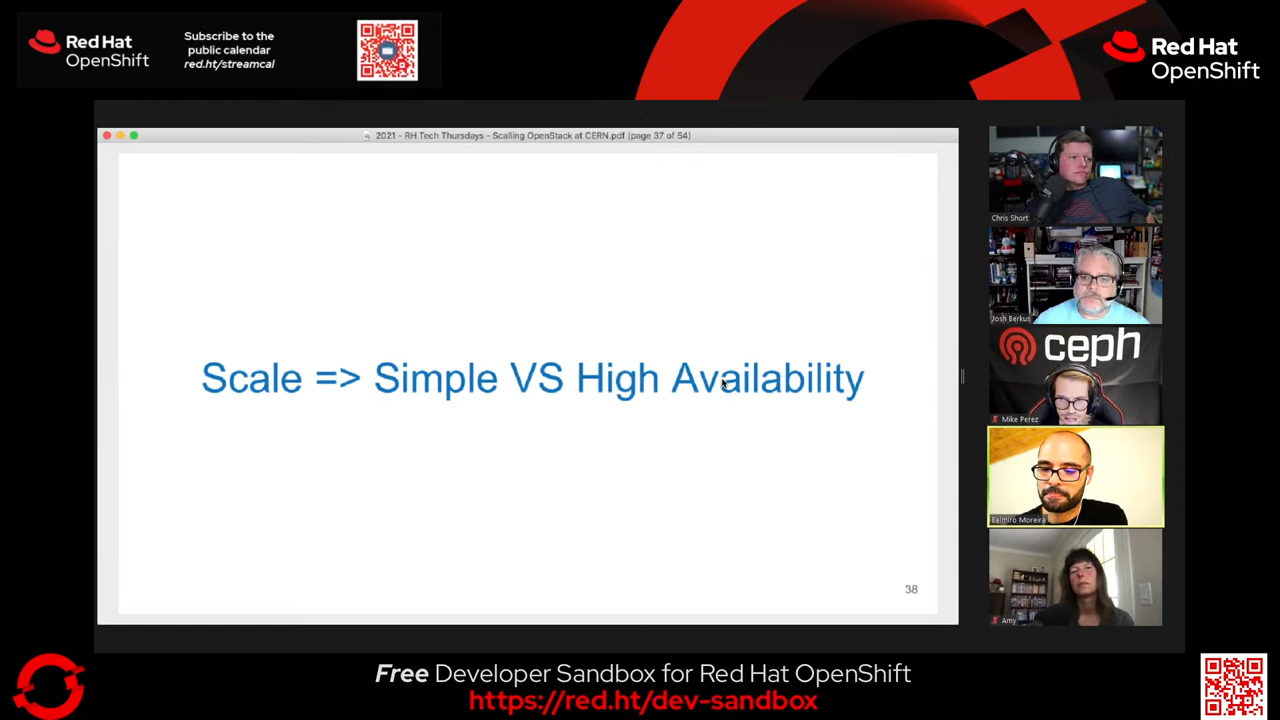 Red Hat
OpenShift
Subscribe to the
public calendar
red.ht/streamcal
Red Hat
OpenShift
2021 - RH Tech Thursdays - Scalling OpenStack at CERN.pdf (page 37 of 54)
Scale => Simple VS High Availability
38
Chris Short
Josh Berkus
ceph
Mike Perez
Belmiro Moreira
Amy
Free Developer Sandbox for Red Hat OpenShift
https://red.ht/dev-sandbox